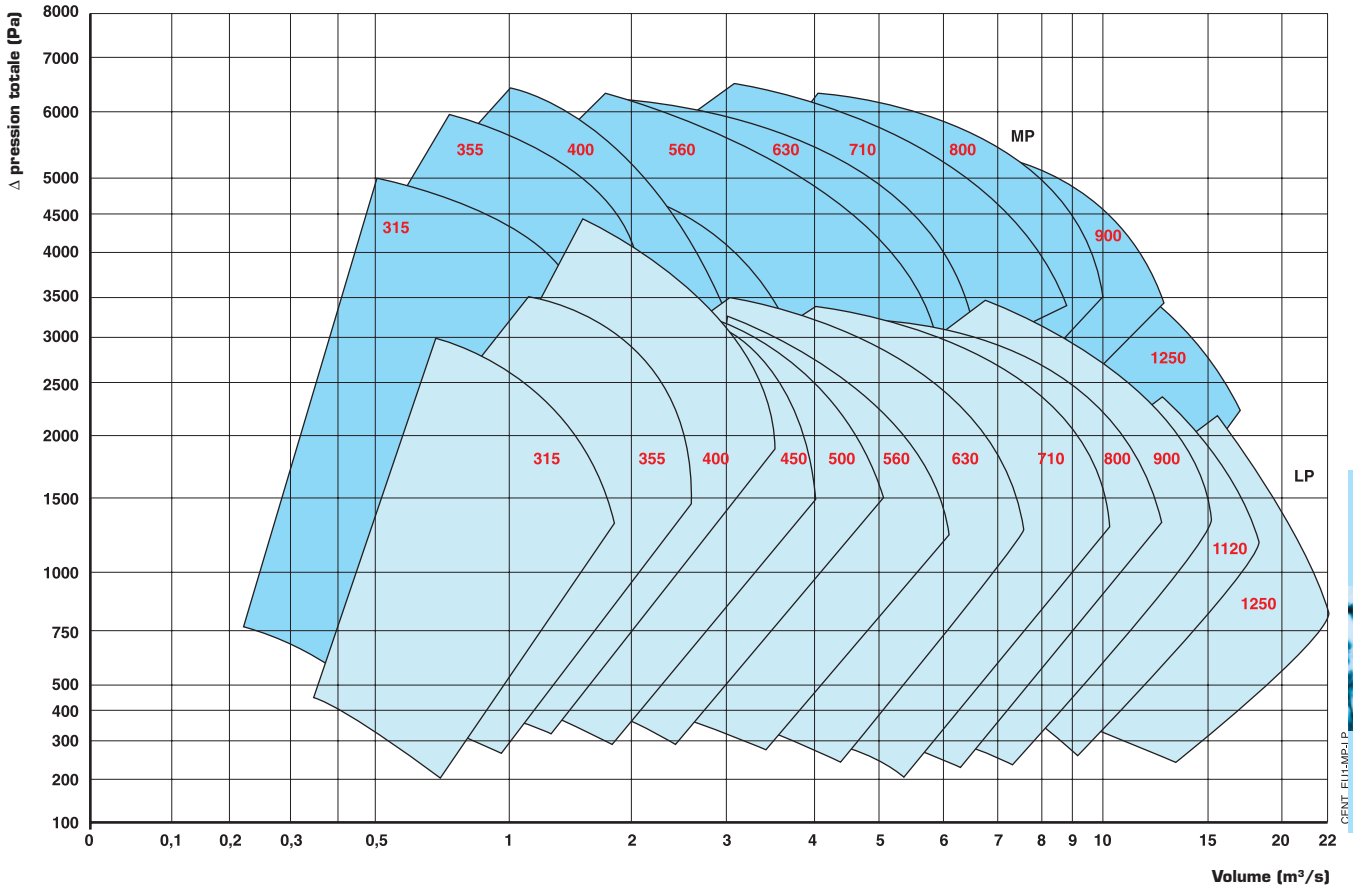 Δ pression totale (Pa)
8000
7000
6000
5000
4500
4000
3500
3000
2500
2000
1500
1000
750
500
400
300
200
100
0 0,1 0,2 0,3 0,5 1 2 3 4 5 6 7 8 9 10 15 20 22
Volume (m³/s)
MP
355 400 560 630 710 800
315
900
1250
315 355 400 450 500 560 630 710 800 900
LP
1120
1250
CENT_EU1-MP-LP